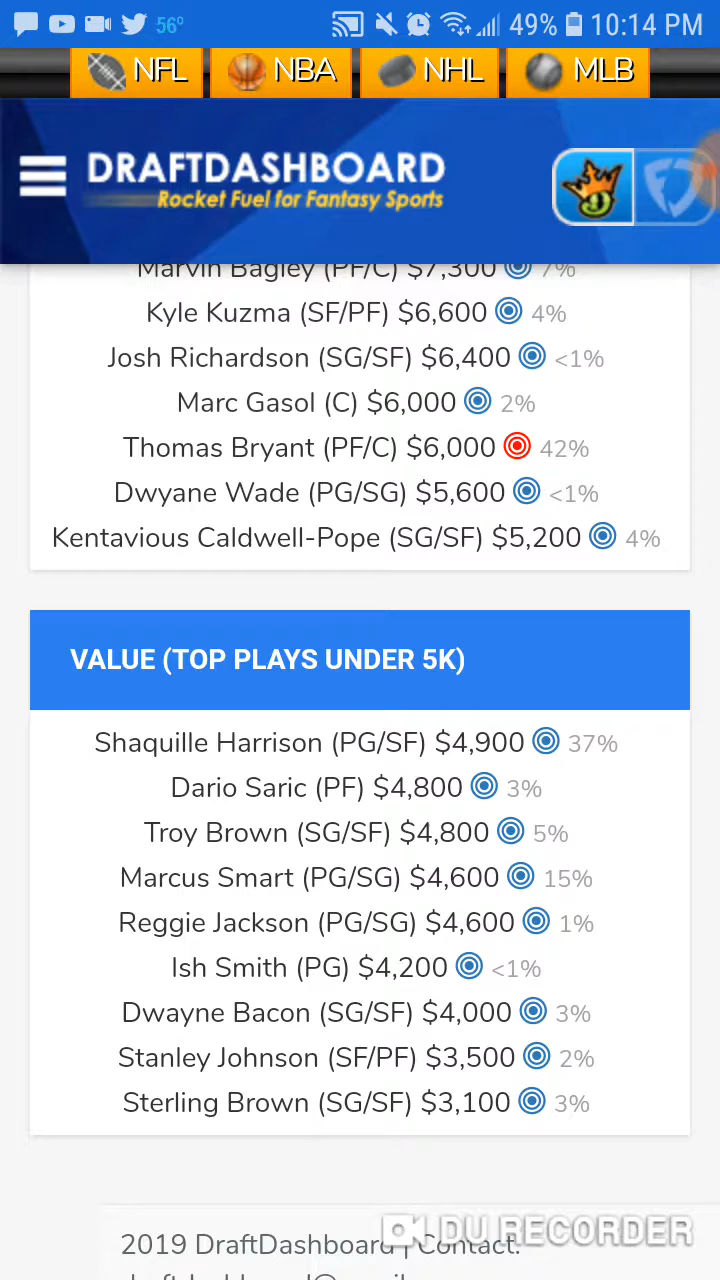 56° 49% 10:14 PM
NFL NBA NHL MLB
DRAFTDASHBOARD
Rocket Fuel for Fantasy Sports
Marvin Bagley (PF/C) $7,300 7%
Kyle Kuzma (SF/PF) $6,600 4%
Josh Richardson (SG/SF) $6,400 <1%
Marc Gasol (C) $6,000 2%
Thomas Bryant (PF/C) $6,000 42%
Dwyane Wade (PG/SG) $5,600 <1%
Kentavious Caldwell-Pope (SG/SF) $5,200 4%
VALUE (TOP PLAYS UNDER 5K)
Shaquille Harrison (PG/SF) $4,900 37%
Dario Saric (PF) $4,800 3%
Troy Brown (SG/SF) $4,800 5%
Marcus Smart (PG/SG) $4,600 15%
Reggie Jackson (PG/SG) $4,600 1%
Ish Smith (PG) $4,200 <1%
Dwayne Bacon (SG/SF) $4,000 3%
Stanley Johnson (SF/PF) $3,500 2%
Sterling Brown (SG/SF) $3,100 3%
DU RECORDER
2019 DraftDashboard | Contact: